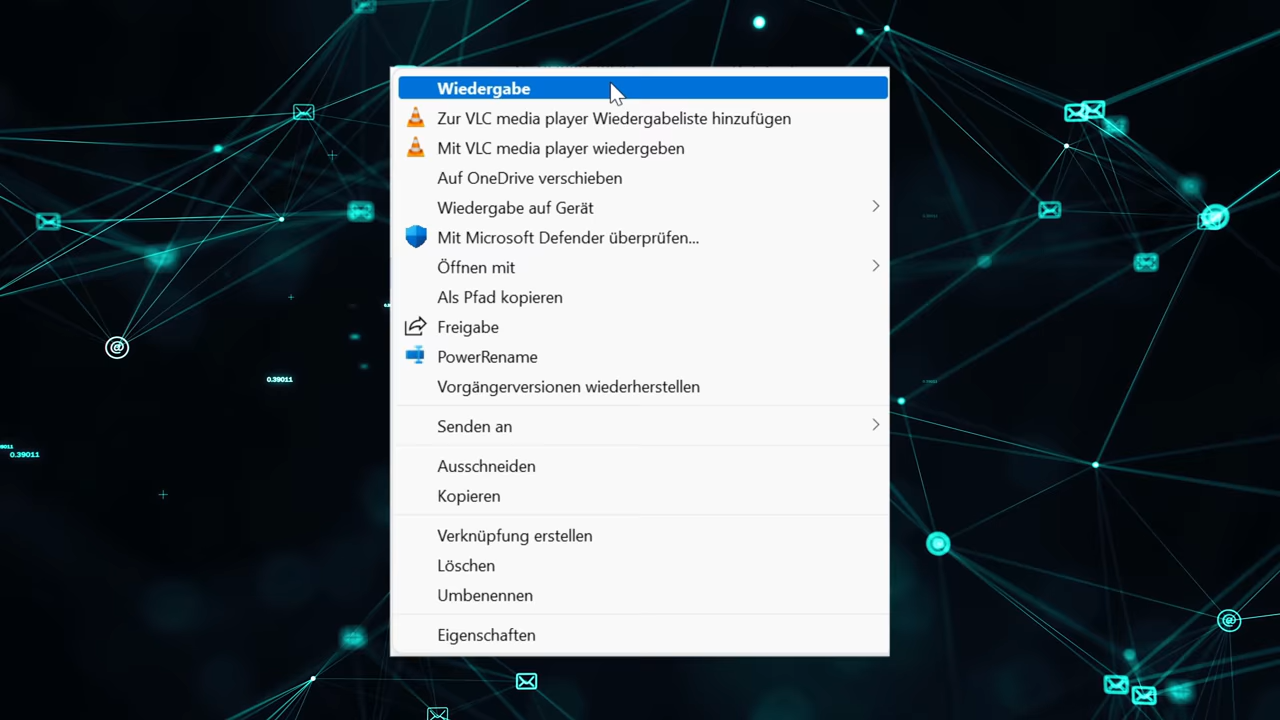 Wiedergabe
Zur VLC media player Wiedergabeliste hinzufügen
Mit VLC media player wiedergeben
Auf OneDrive verschieben
Wiedergabe auf Gerät
Mit Microsoft Defender überprüfen...
Öffnen mit
Als Pfad kopieren
Freigabe
PowerRename
Vorgängerversionen wiederherstellen
Senden an
Ausschneiden
Kopieren
Verknüpfung erstellen
Löschen
Umbenennen
Eigenschaften
@
0.39011
0.39011
@